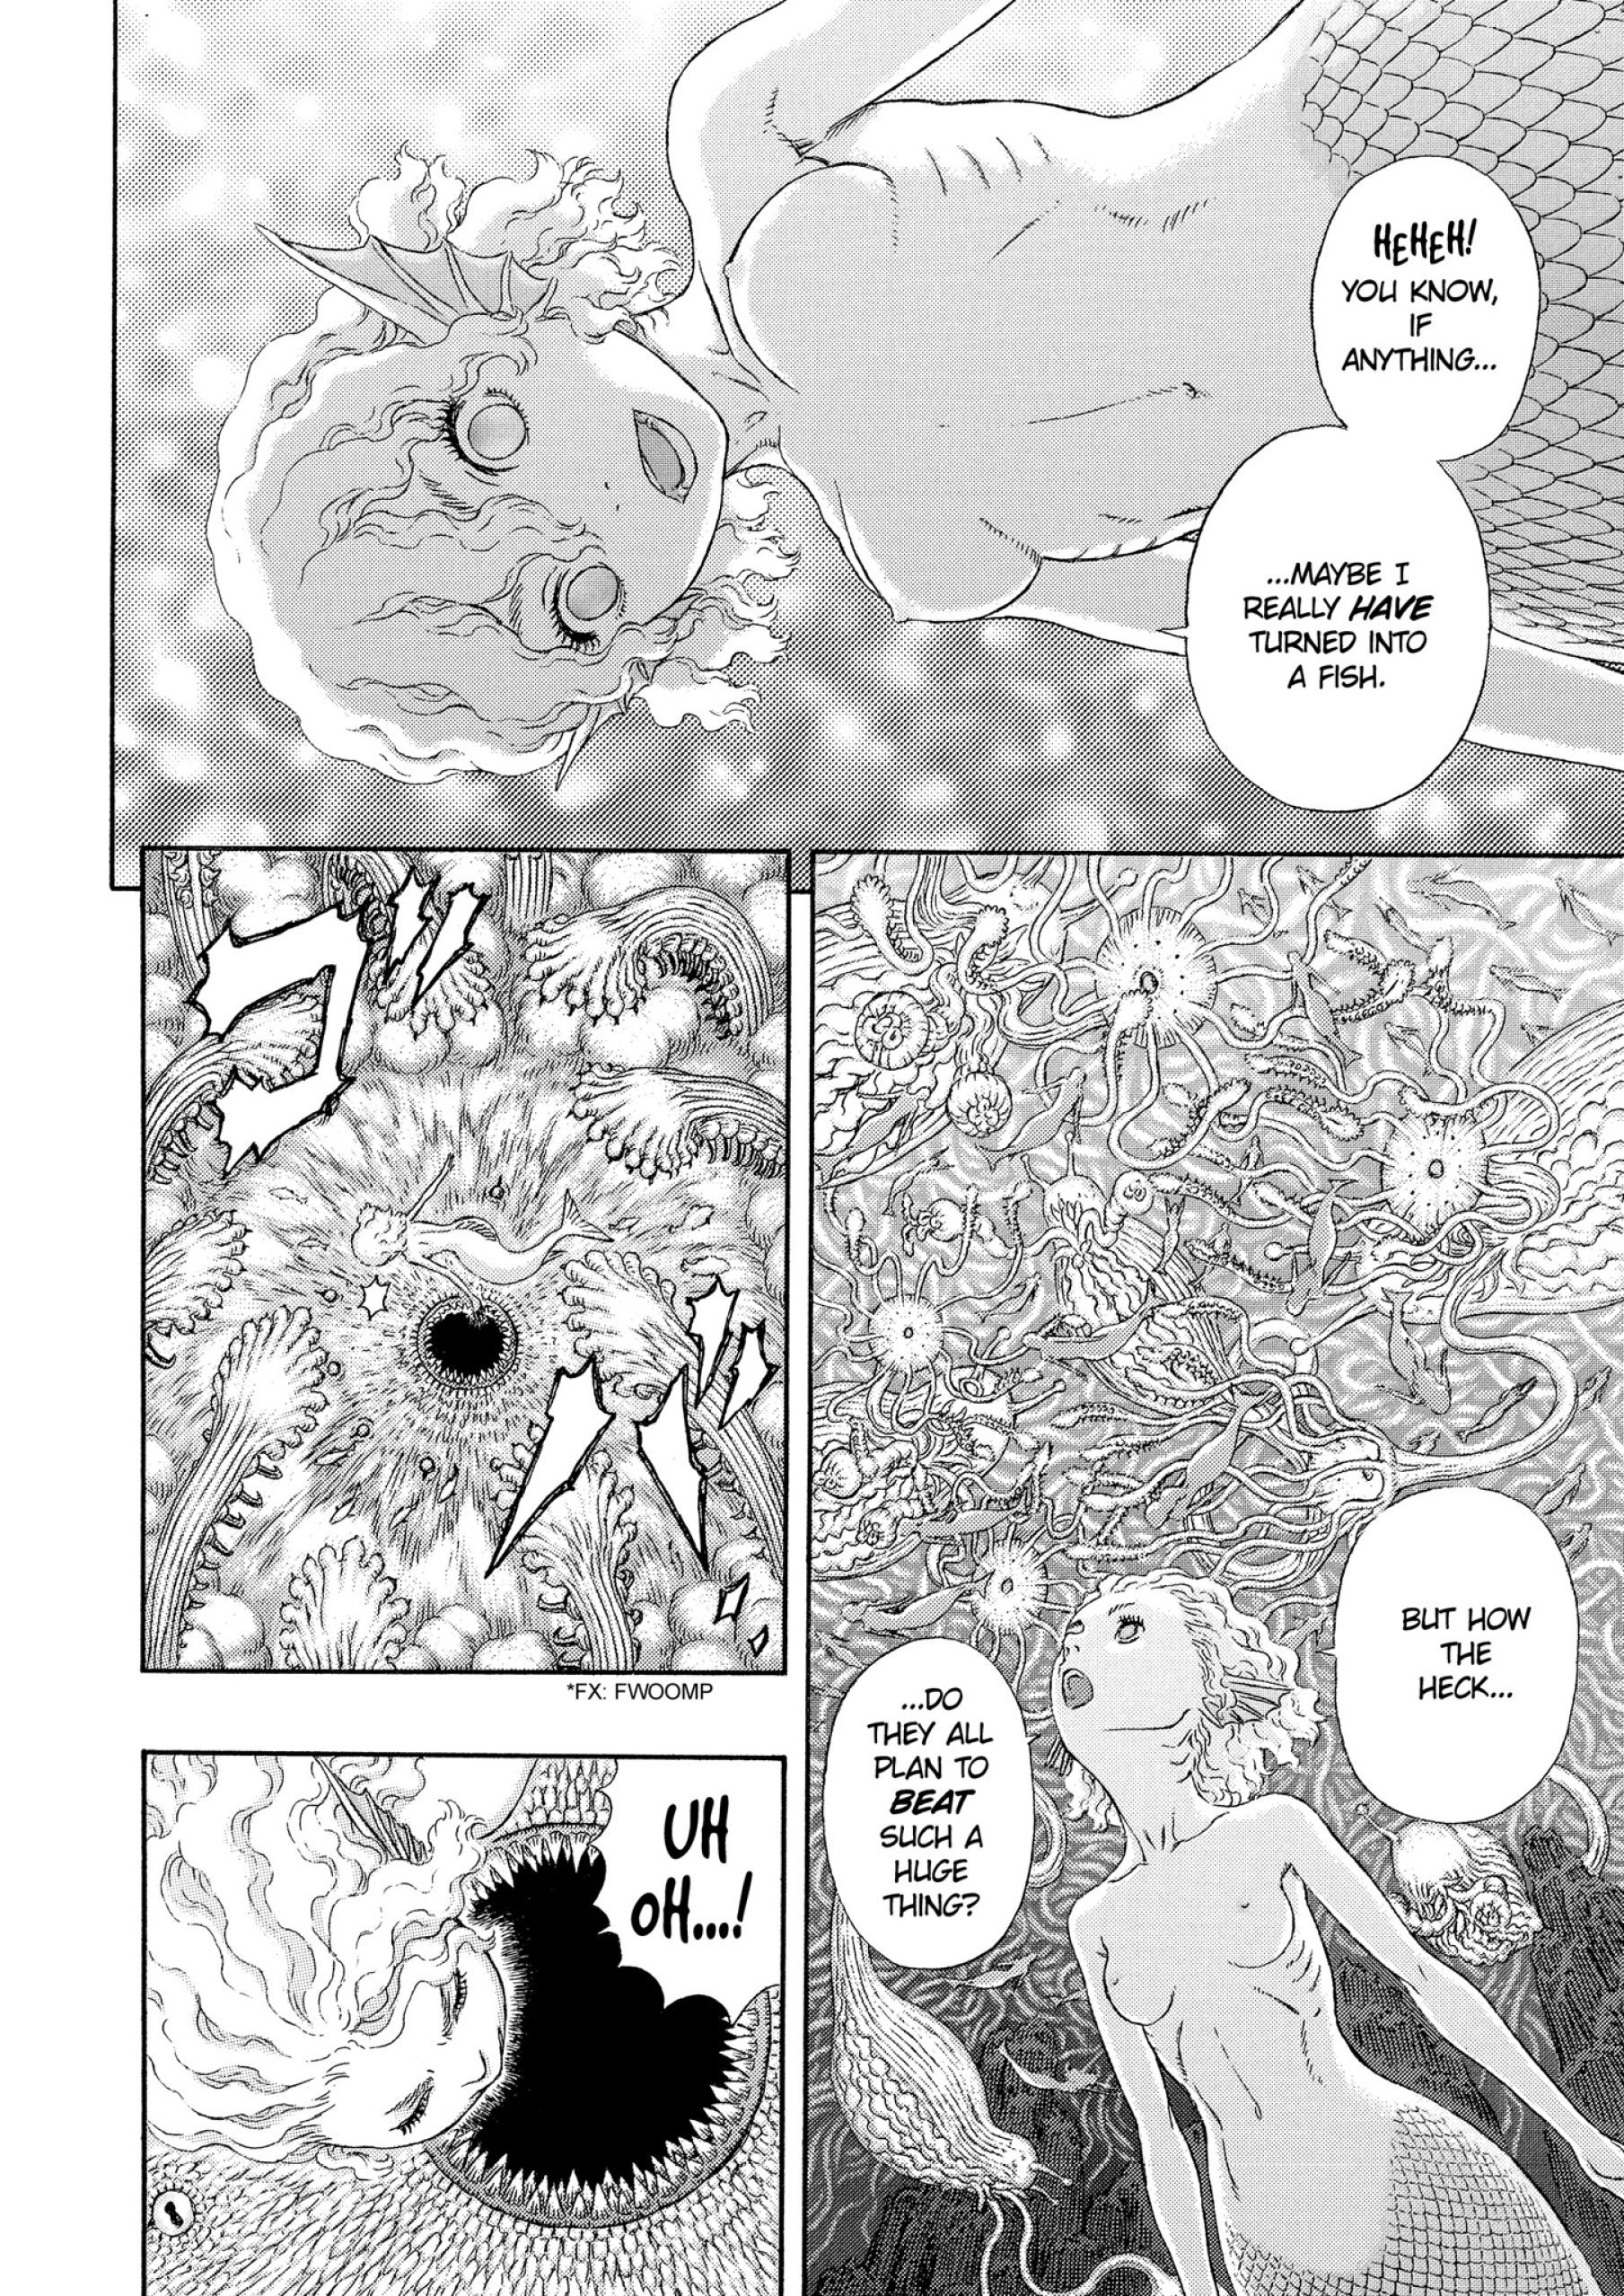 HEHEH!
YOU KNOW,
IF
ANYTHING...
...MAYBE I
REALLY HAVE
TURNED INTO
A FISH.
BUT HOW
THE
HECK...
...DO
THEY ALL
PLAN TO
BEAT
SUCH A
HUGE
THING?
*FX: FWOOMP
UH
OH...!